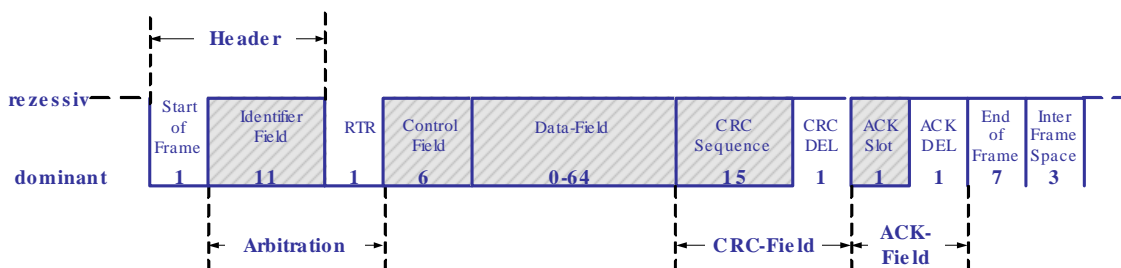 Header
rezessiv
Start
of
Frame
Identifier
Field
RTR
Control
Field
Data-Field
CRC
Sequence
CRC
DEL
ACK
Slot
ACK
DEL
End
of
Frame
Inter
Frame
Space
dominant
1
11
1
6
0-64
15
1
1
1
7
3
Arbitration
CRC-Field
ACK-
Field